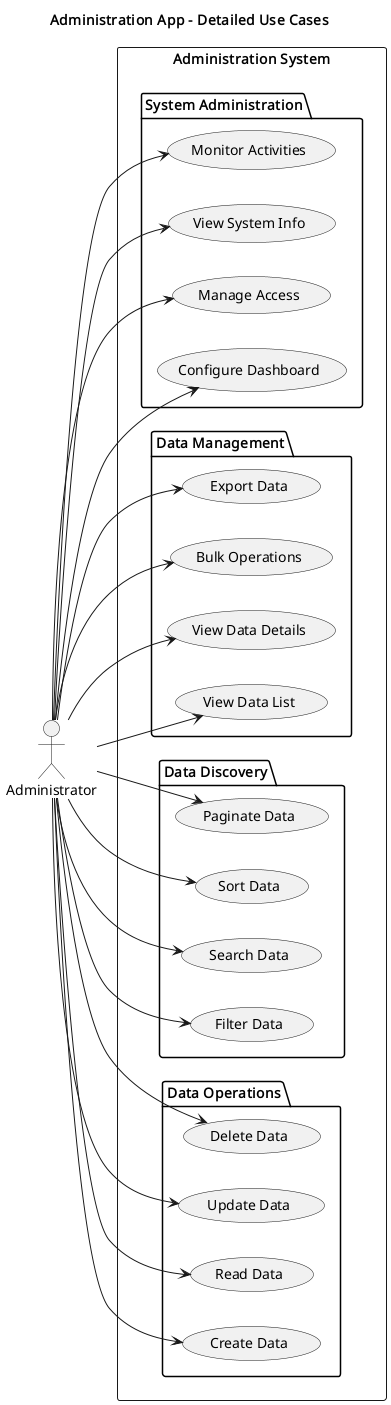 Administration App - Detailed Use Cases
Administration System
System Administration
Monitor Activities
View System Info
Manage Access
Configure Dashboard
Data Management
Export Data
Bulk Operations
View Data Details
View Data List
Administrator
Data Discovery
Paginate Data
Sort Data
Search Data
Filter Data
Data Operations
Delete Data
Update Data
Read Data
Create Data